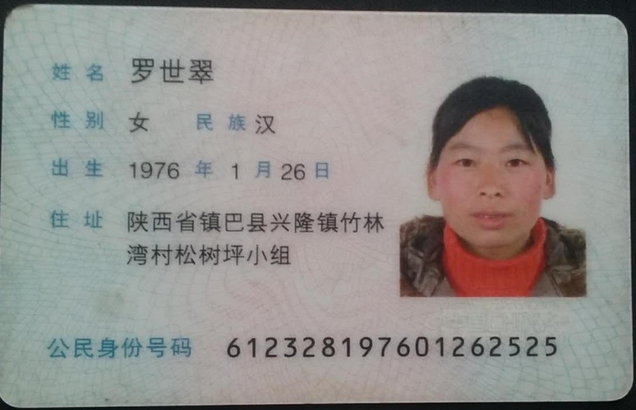 姓名 罗世翠
性别 女 民族 汉
出生 1976 年 1 月 26 日
住址 陕西省镇巴县兴隆镇竹林
湾村松树坪小组
公民身份号码 612328197601262525